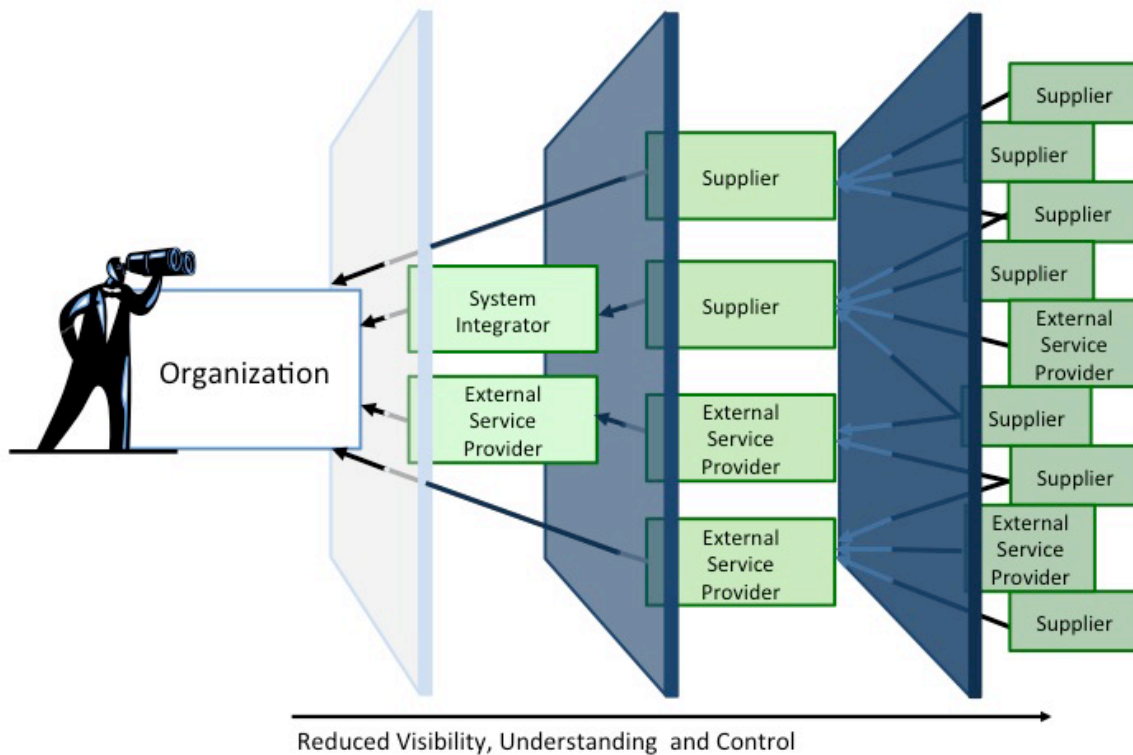 Organization
System
Integrator
External
Service
Provider
Supplier
Supplier
External
Service
Provider
External
Service
Provider
Supplier
Supplier
Supplier
Supplier
External
Service
Provider
Supplier
Supplier
External
Service
Provider
Supplier
Reduced Visibility, Understanding and Control